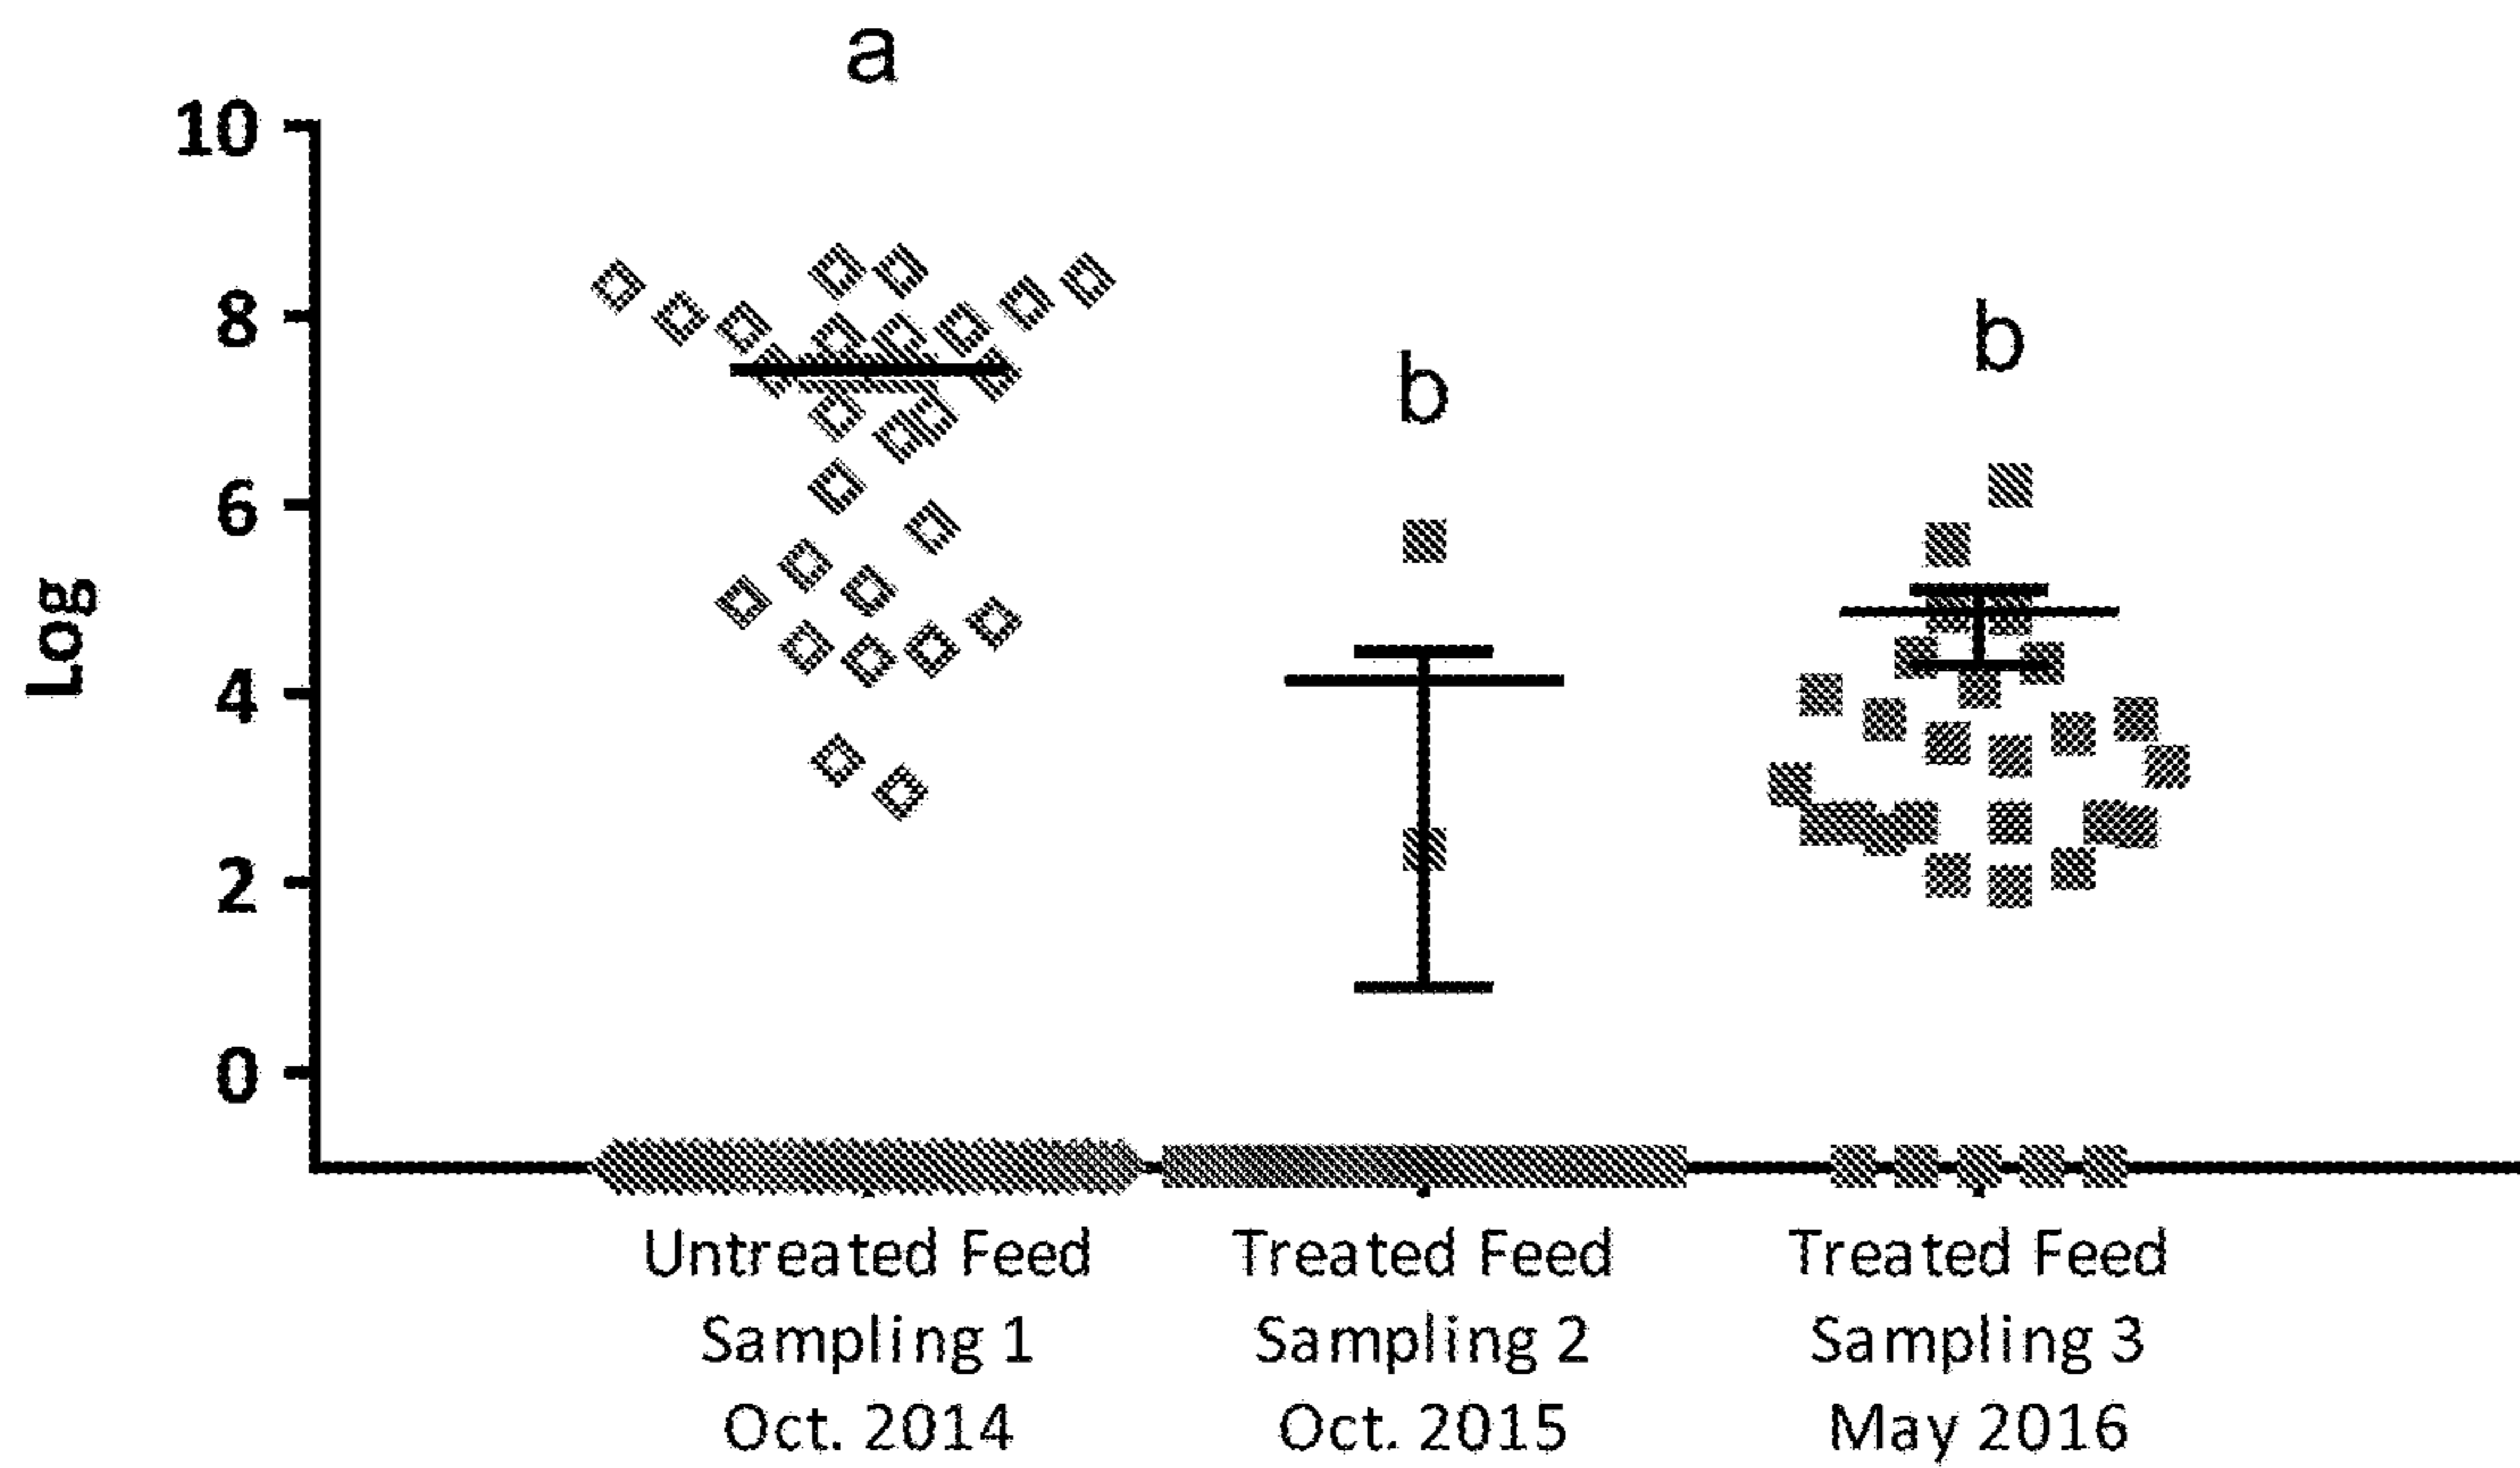 a
10
8
6
4
2
0
Log
b
b
Untreated Feed
Sampling 1
Oct. 2014
Treated Feed
Sampling 2
Oct. 2015
Treated Feed
Sampling 3
May 2016